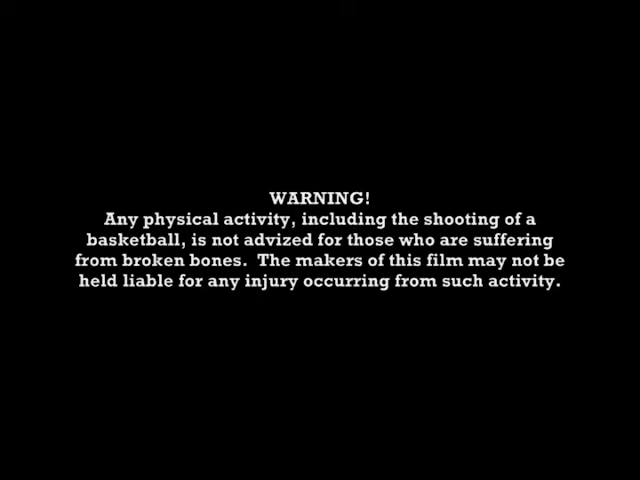 WARNING!
Any physical activity, including the shooting of a
basketball, is not advized for those who are suffering
from broken bones.  The makers of this film may not be
held liable for any injury occurring from such activity.